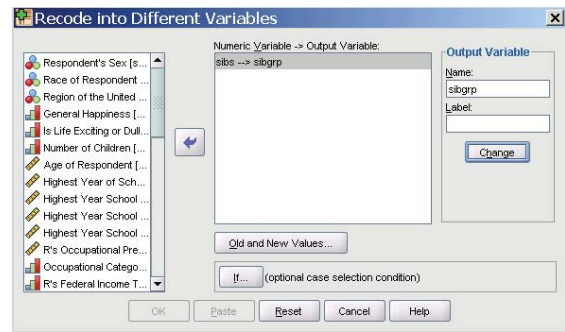 Recode into Different Variables
Respondent's Sex [s...
Race of Respondent ...
Region of the United ...
General Happiness [...
Is Life Exciting or Dull...
Number of Children [...
Age of Respondent [...
Highest Year of Sch...
Highest Year School ...
Highest Year School ...
Highest Year School ...
R's Occupational Pre...
Occupational Catego...
R's Federal Income T...
Numeric Variable -> Output Variable:
sibs --> sibgrp
Output Variable
Name:
sibgrp
Label:
Change
Old and New Values...
If... (optional case selection condition)
OK Paste Reset Cancel Help